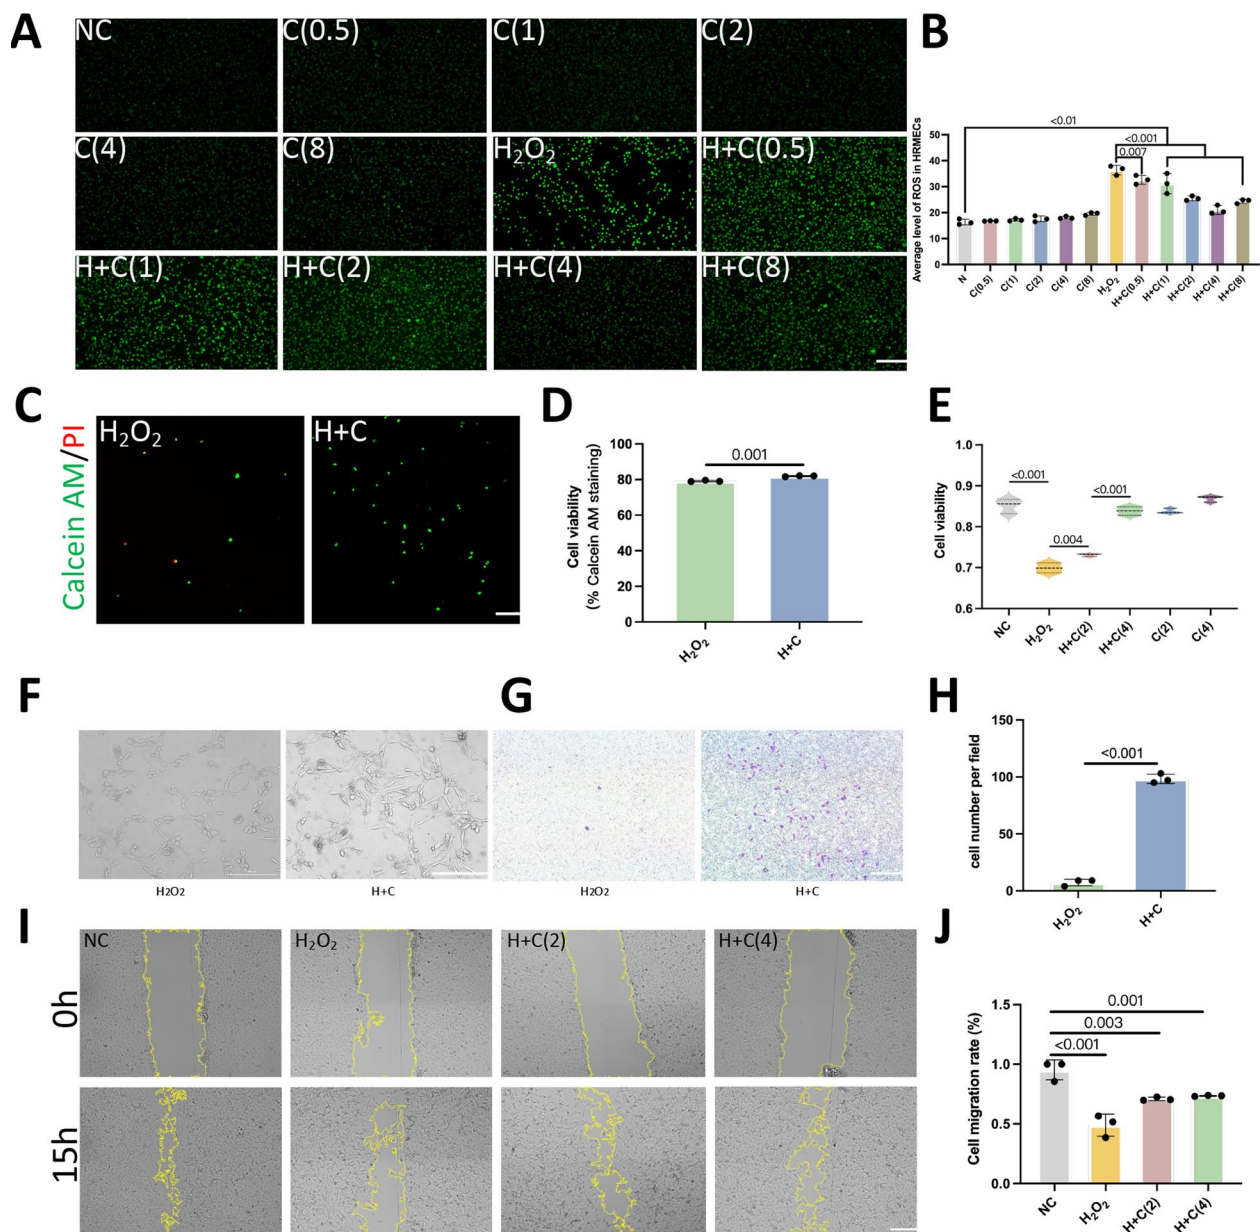 A
NC
C(0.5)
C(1)
C(2)
C(4)
C(8)
H₂O₂
H+C(0.5)
H+C(1)
H+C(2)
H+C(4)
H+C(8)
B
<0.01
<0.001
0.007
Average level of ROS in HRMECs
50
40
30
20
10
0
N
C(0.5)
C(1)
C(2)
C(4)
C(8)
H₂O₂
H+C(0.5)
H+C(1)
H+C(2)
H+C(4)
H+C(8)
C
Calcein AM/PI
H₂O₂
H+C
D
Cell viability
(% Calcein AM staining)
100
80
60
40
20
0
0.001
H₂O₂
H+C
E
Cell viability
1.0
0.9
0.8
0.7
0.6
<0.001
0.004
<0.001
NC
H₂O₂
H+C(2)
H+C(4)
C(2)
C(4)
F
H2O2
H+C
G
H2O2
H+C
H
cell number per field
150
100
50
0
<0.001
H₂O₂
H+C
I
0h
15h
NC
H₂O₂
H+C(2)
H+C(4)
J
Cell migration rate (%)
1.5
1.0
0.5
0.0
0.001
0.003
<0.001
NC
H₂O₂
H+C(2)
H+C(4)